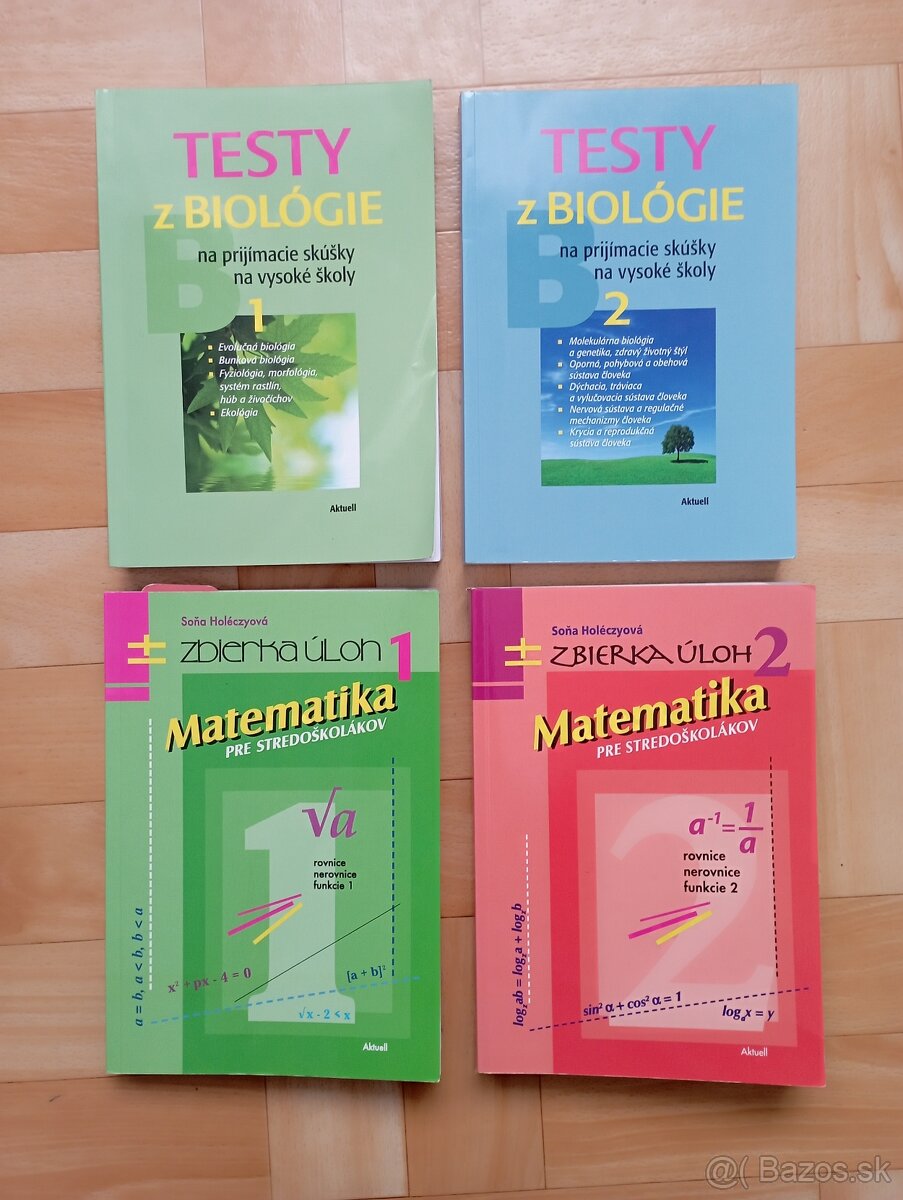 TESTY
z BIOLÓGIE
B
na prijímacie skúšky
na vysoké školy
1
Evolučná biológia
Bunková biológia
Fyziológia, morfológia,
systém rastlín,
húb a živočíchov
Ekológia
Aktuell
TESTY
z BIOLÓGIE
B
na prijímacie skúšky
na vysoké školy
2
Molekulárna biológia
a genetika, zdravý životný štýl
Oporná, pohybová a obehová
sústava človeka
Dýchacia, tráviaca
a vylučovacia sústava človeka
Nervová sústava a regulačné
mechanizmy človeka
Krycia a reprodukčná
sústava človeka
Aktuell
Soňa Holéczyová
± zbierka úloh 1
Matematika
PRE STREDOŠKOLÁKOV
1
√a
rovnice
nerovnice
funkcie 1
a = b, a < b, b < a
x² + px - 4 = 0
[a + b]²
√x - 2 < x
Aktuell
Soňa Holéczyová
± ZBIERKA ÚLOH 2
Matematika
PRE STREDOŠKOLÁKOV
2
a⁻¹ = 1/a
rovnice
nerovnice
funkcie 2
logzab = logza + logzb
sin² α + cos² α = 1
logax = y
Aktuell
@( Bazos.sk